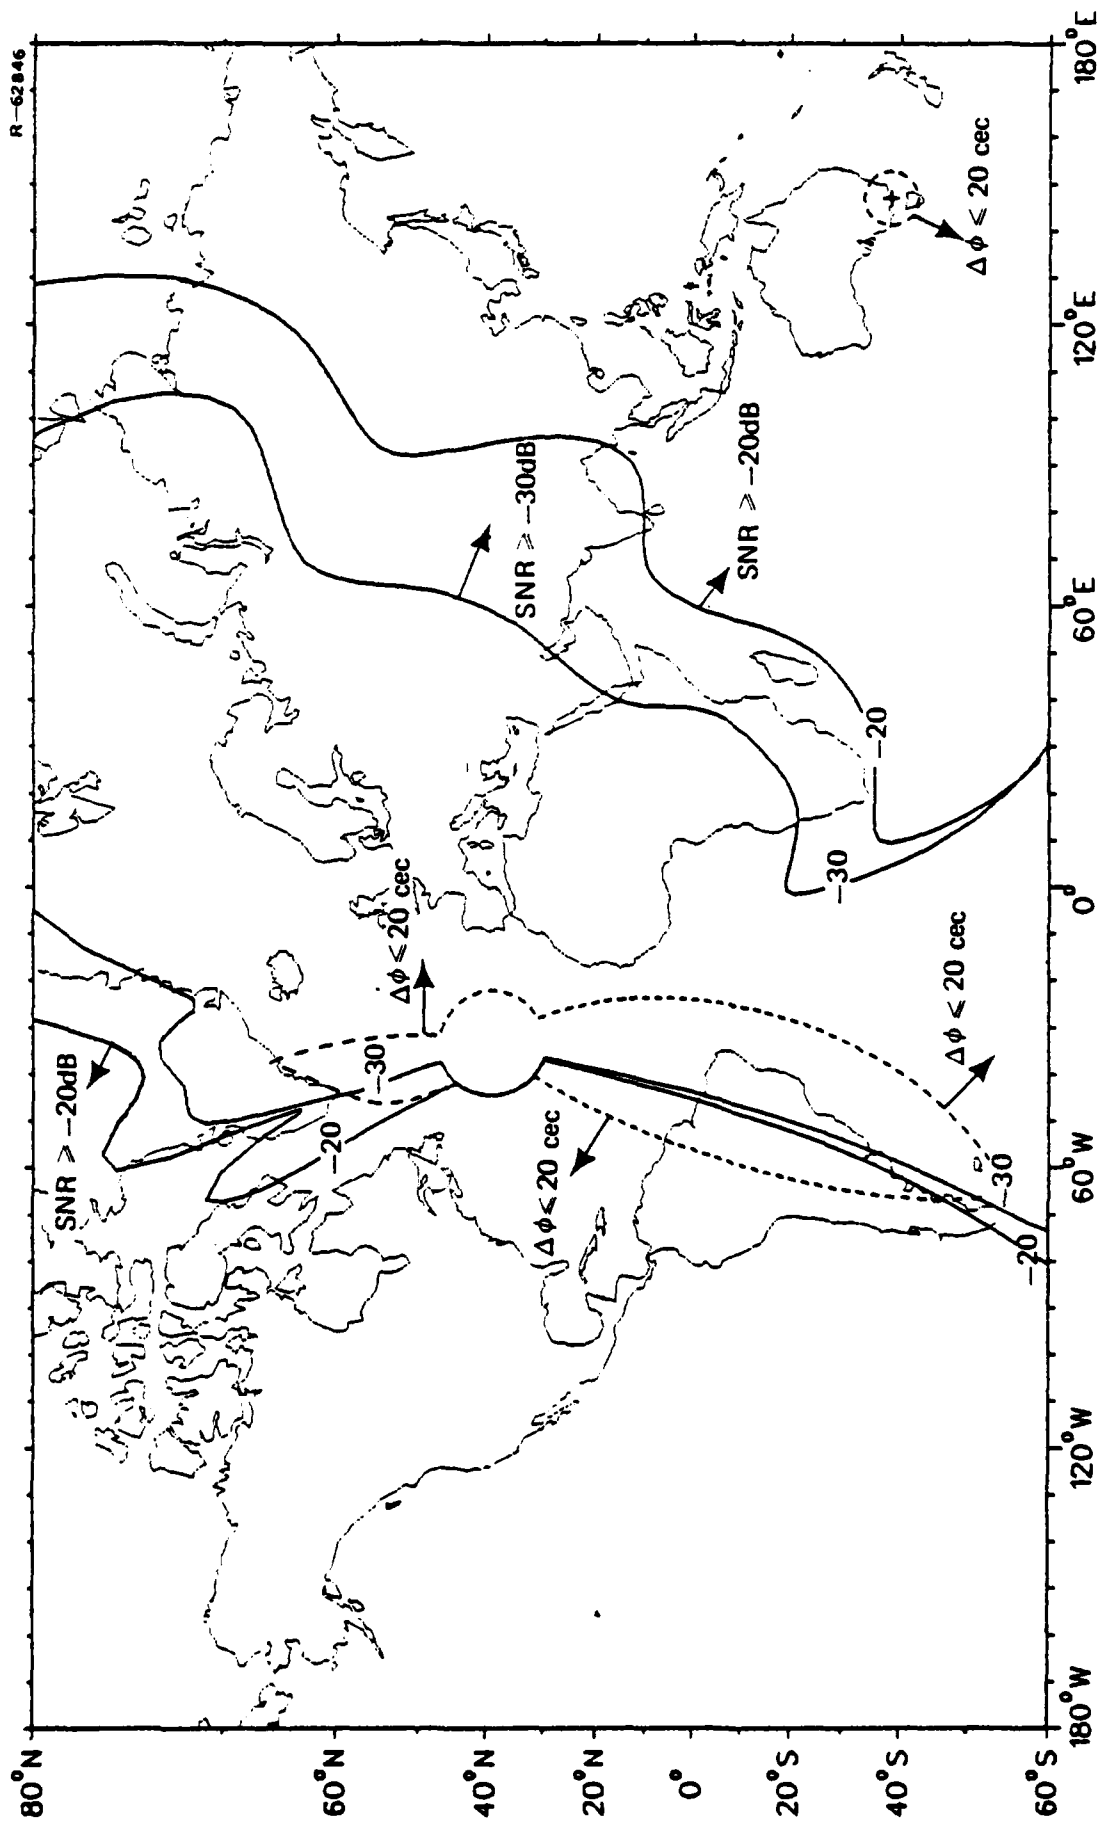 R-62846
80°N
60°N
40°N
20°N
0°
20°S
40°S
60°S
180°W
120°W
60°W
0°
60°E
120°E
180°E
SNR ⩾ -20dB
-30
-20
Δϕ ⩽ 20 cec
Δϕ ⩽ 20 cec
Δϕ ⩽ 20 cec
-30
-20
SNR ⩾ -30dB
SNR ⩾ -20dB
-30
-20
Δϕ ⩽ 20 cec